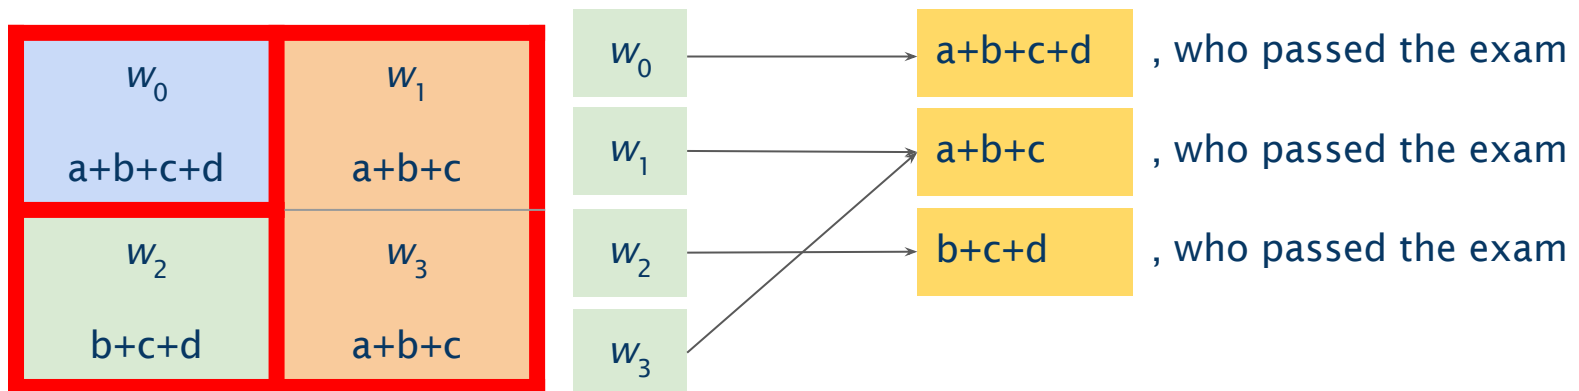 w₀ w₁
a+b+c+d a+b+c
w₂ w₃
b+c+d a+b+c
w₀ a+b+c+d , who passed the exam
w₁ a+b+c , who passed the exam
w₂ b+c+d , who passed the exam
w₃